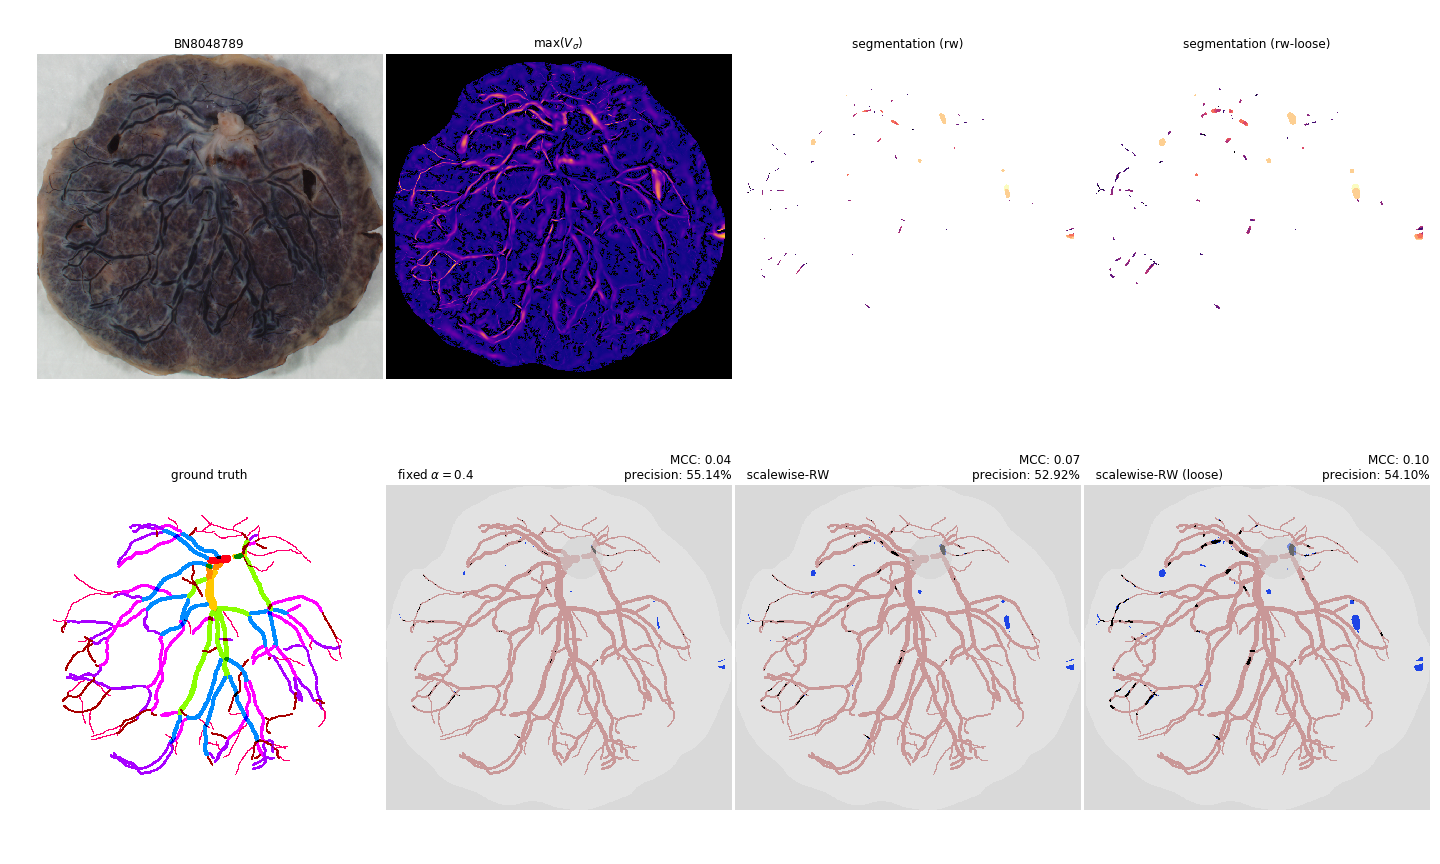 BN8048789
max(Vσ)
segmentation (rw)
segmentation (rw-loose)
ground truth
fixed α = 0.4
MCC: 0.04
precision: 55.14%
scalewise-RW
MCC: 0.07
precision: 52.92%
scalewise-RW (loose)
MCC: 0.10
precision: 54.10%